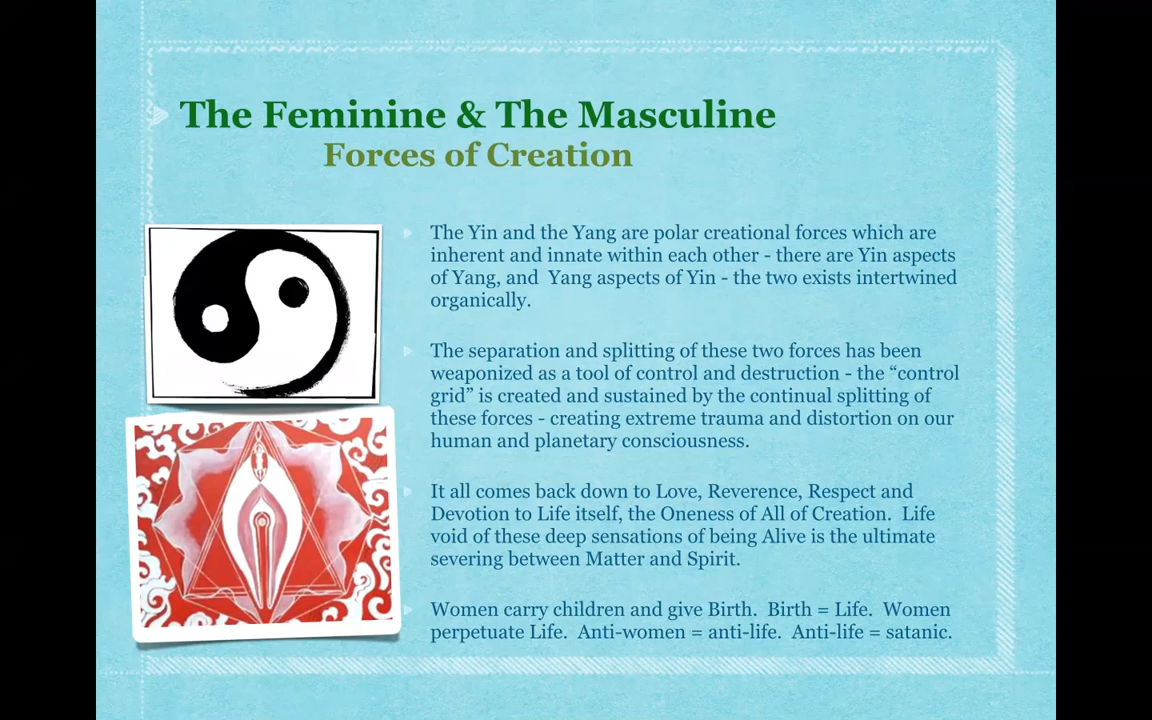 The Feminine & The Masculine
Forces of Creation
The Yin and the Yang are polar creational forces which are
inherent and innate within each other - there are Yin aspects
of Yang, and  Yang aspects of Yin - the two exists intertwined
organically.
The separation and splitting of these two forces has been
weaponized as a tool of control and destruction - the “control
grid” is created and sustained by the continual splitting of
these forces - creating extreme trauma and distortion on our
human and planetary consciousness.
It all comes back down to Love, Reverence, Respect and
Devotion to Life itself, the Oneness of All of Creation.  Life
void of these deep sensations of being Alive is the ultimate
severing between Matter and Spirit.
Women carry children and give Birth.  Birth = Life.  Women
perpetuate Life.  Anti-women = anti-life.  Anti-life = satanic.